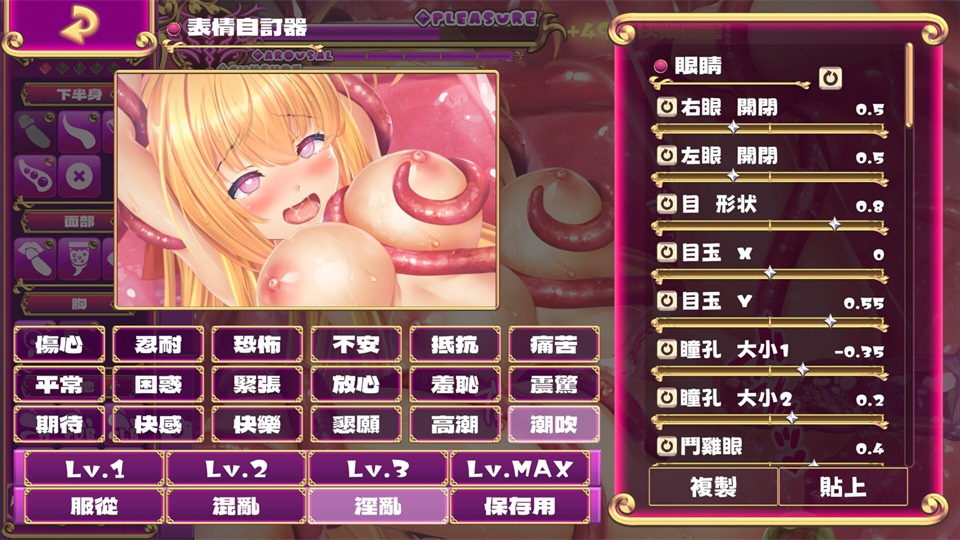 表情自訂器
PLEASURE
AROUSAL
下半身
面部
胸
傷心 忍耐 恐怖 不安 抵抗 痛苦
平常 困惑 緊張 放心 羞恥 震驚
期待 快感 快樂 懇願 高潮 潮吹
Lv.1 Lv.2 Lv.3 Lv.MAX
服從 混亂 淫亂 保存用
眼睛
右眼 開閉 0.5
左眼 開閉 0.5
目 形状 0.8
目玉 X 0
目玉 Y 0.55
瞳孔 大小1 -0.35
瞳孔 大小2 0.2
鬥雞眼 0.4
複製 貼上